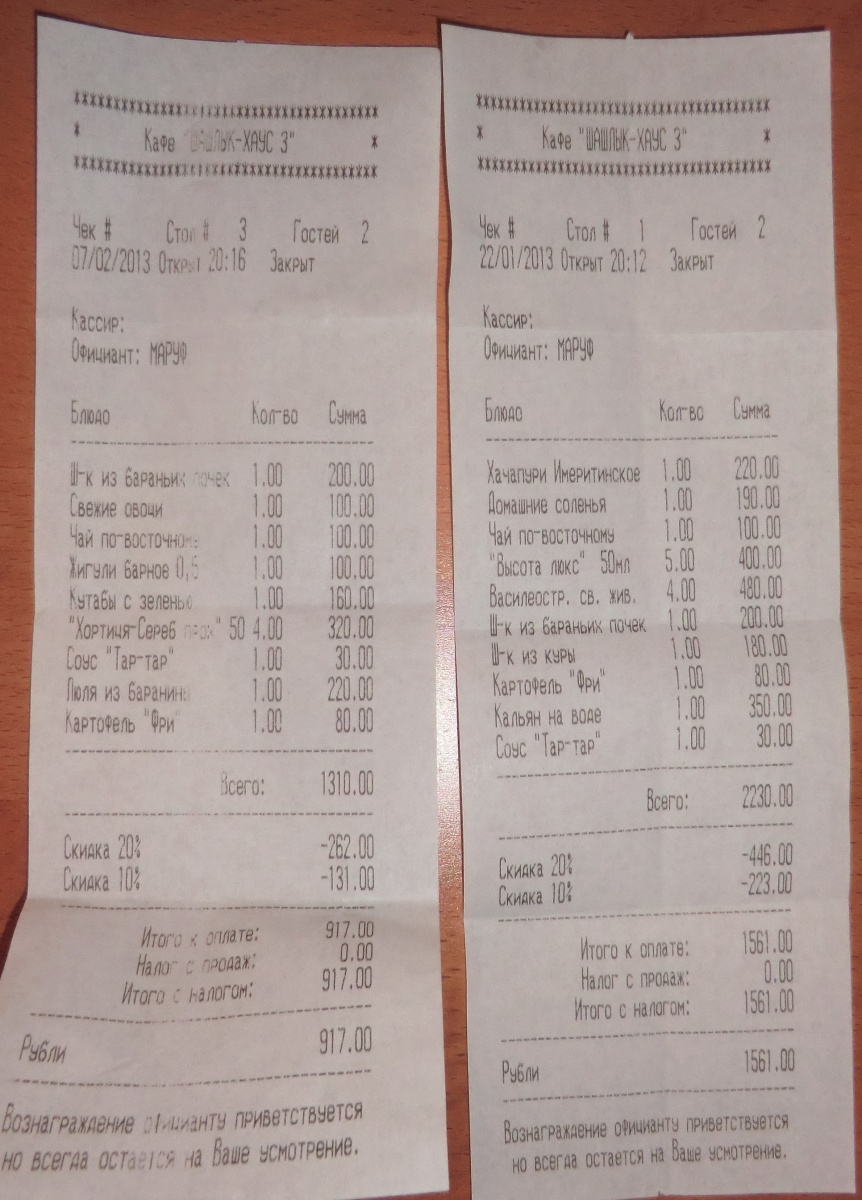 ************************************
* Кафе "ШАШЛЫК-ХАУС 3" *
************************************
Чек # Стол # 3 Гостей 2
07/02/2013 Открыт 20:16 Закрыт
Кассир:
Официант: МАРУФ
Блюдо Кол-во Сумма
Ш-к из бараньих почек 1.00 200.00
Свежие овощи 1.00 100.00
Чай по-восточному 1.00 100.00
Жигули барное 0,5 1.00 100.00
Кутабы с зеленью 1.00 160.00
"Хортиця-Сереб прох" 50 4.00 320.00
Соус "Тар-тар" 1.00 30.00
Люля из баранины 1.00 220.00
Картофель "Фри" 1.00 80.00
Всего: 1310.00
Скидка 20% -262.00
Скидка 10% -131.00
Итого к оплате: 917.00
Налог с продаж: 0.00
Итого с налогом: 917.00
Рубли 917.00
Вознаграждение официанту приветствуется
но всегда остается на Ваше усмотрение.
************************************
* Кафе "ШАШЛЫК-ХАУС 3" *
************************************
Чек # Стол # 1 Гостей 2
22/01/2013 Открыт 20:12 Закрыт
Кассир:
Официант: МАРУФ
Блюдо Кол-во Сумма
Хачапури Имеритинское 1.00 220.00
Домашние соленья 1.00 190.00
Чай по-восточному 1.00 100.00
"Высота люкс" 50мл 5.00 400.00
Василеостр. св. жив. 4.00 480.00
Ш-к из бараньих почек 1.00 200.00
Ш-к из куры 1.00 180.00
Картофель "Фри" 1.00 80.00
Кальян на воде 1.00 350.00
Соус "Тар-тар" 1.00 30.00
Всего: 2230.00
Скидка 20% -446.00
Скидка 10% -223.00
Итого к оплате: 1561.00
Налог с продаж: 0.00
Итого с налогом: 1561.00
Рубли 1561.00
Вознаграждение официанту приветствуется
но всегда остается на Ваше усмотрение.